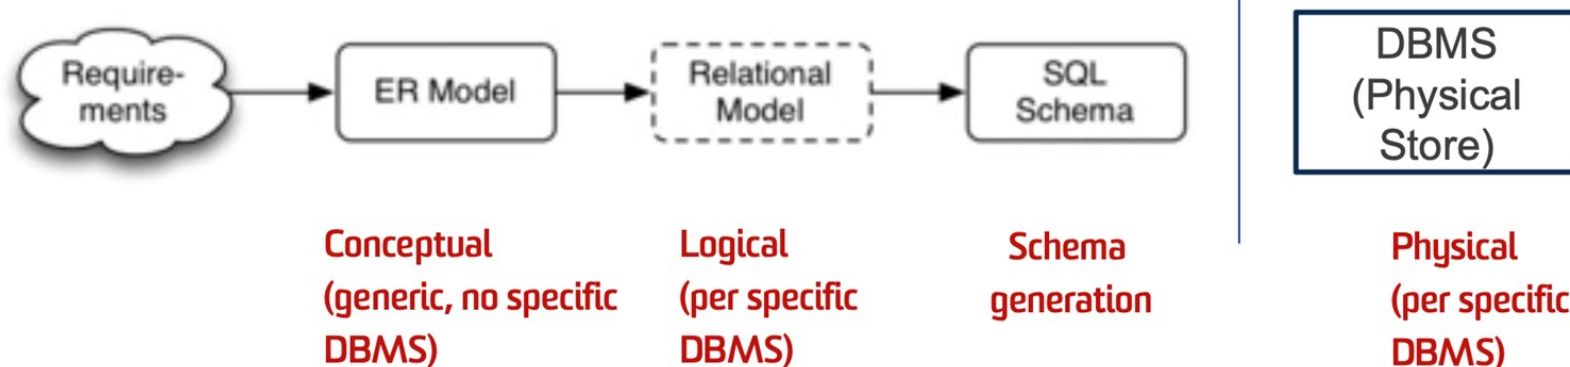 Require-
ments
ER Model
Relational
Model
SQL
Schema
DBMS
(Physical
Store)
Conceptual
(generic, no specific
DBMS)
Logical
(per specific
DBMS)
Schema
generation
Physical
(per specific
DBMS)